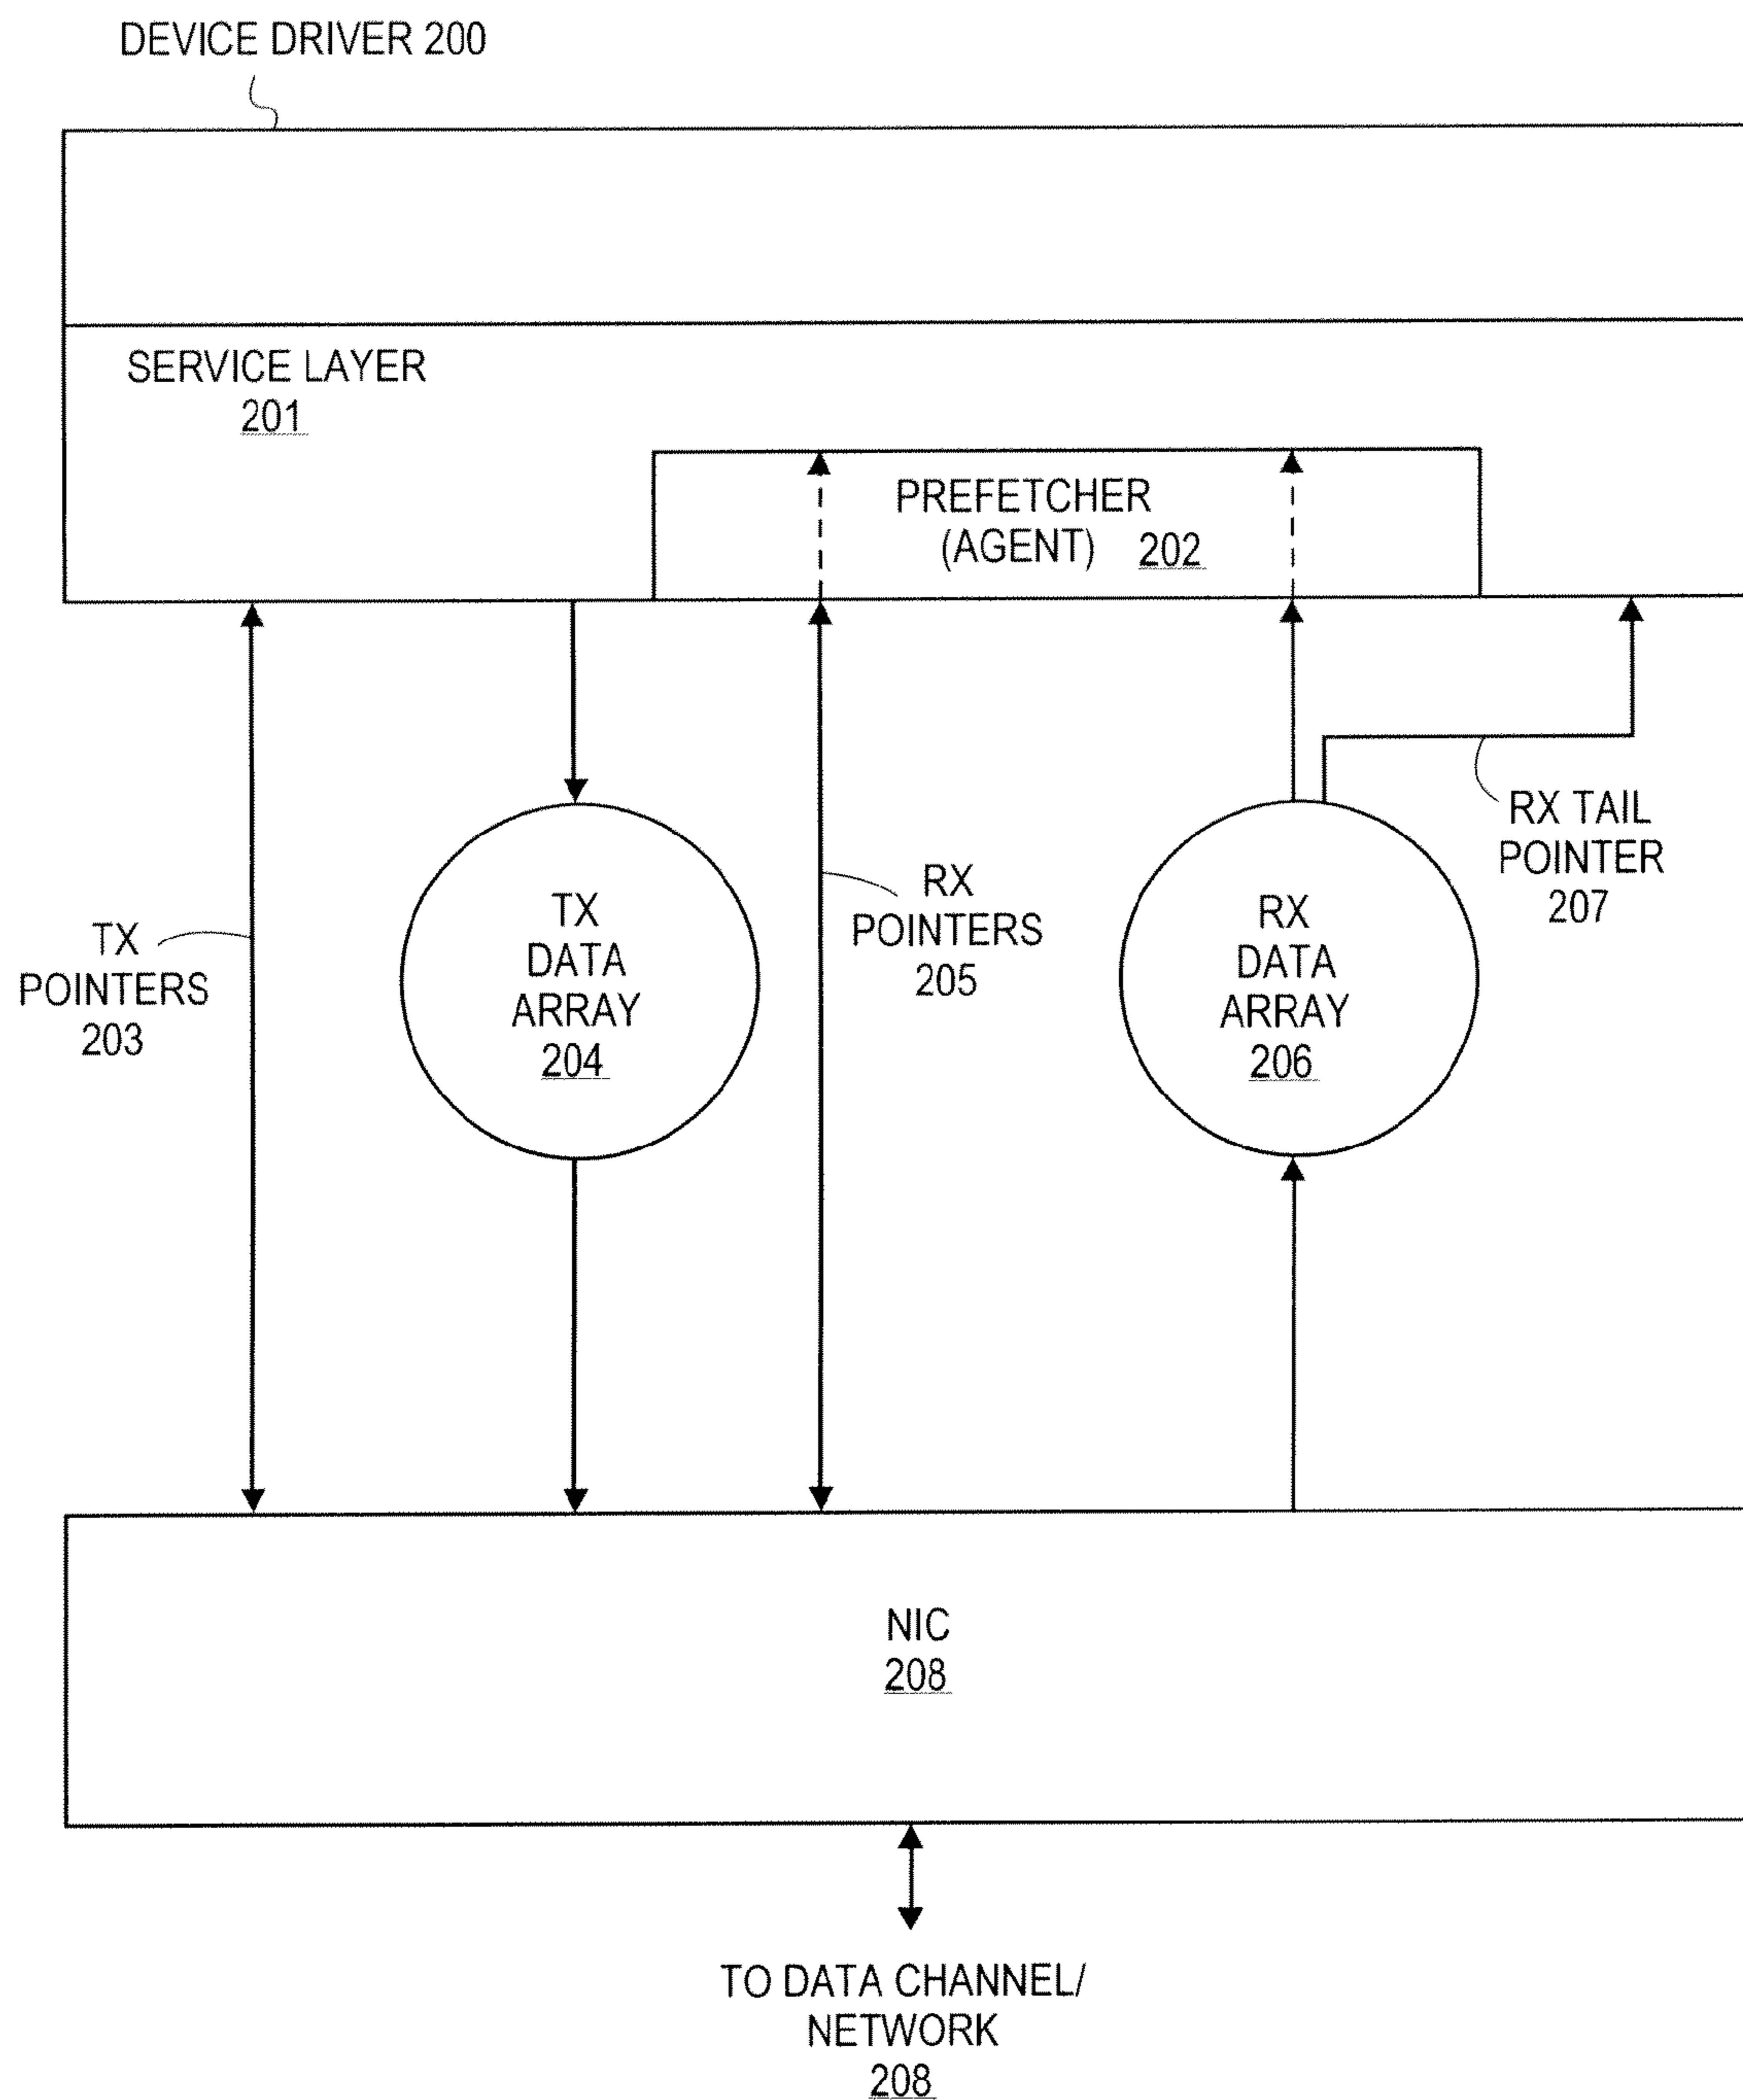 DEVICE DRIVER 200
SERVICE LAYER
201
PREFETCHER
(AGENT) 202
TX
POINTERS
203
TX
DATA
ARRAY
204
RX
POINTERS
205
RX
DATA
ARRAY
206
RX TAIL
POINTER
207
NIC
208
TO DATA CHANNEL/
NETWORK
208